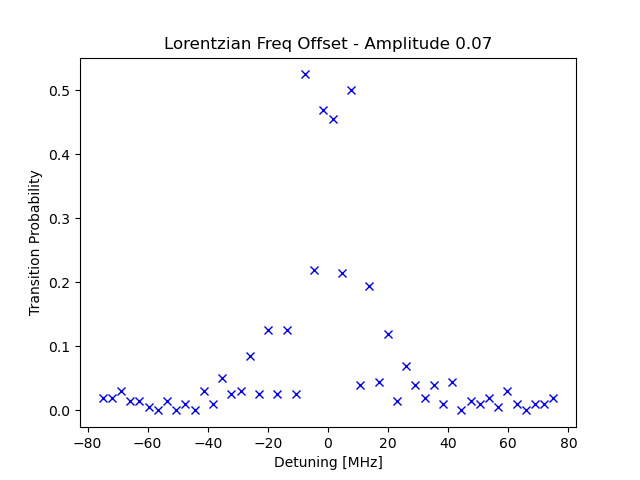 Lorentzian Freq Offset - Amplitude 0.07
Transition Probability
0.5
0.4
0.3
0.2
0.1
0.0
−80 −60 −40 −20 0 20 40 60 80
Detuning [MHz]